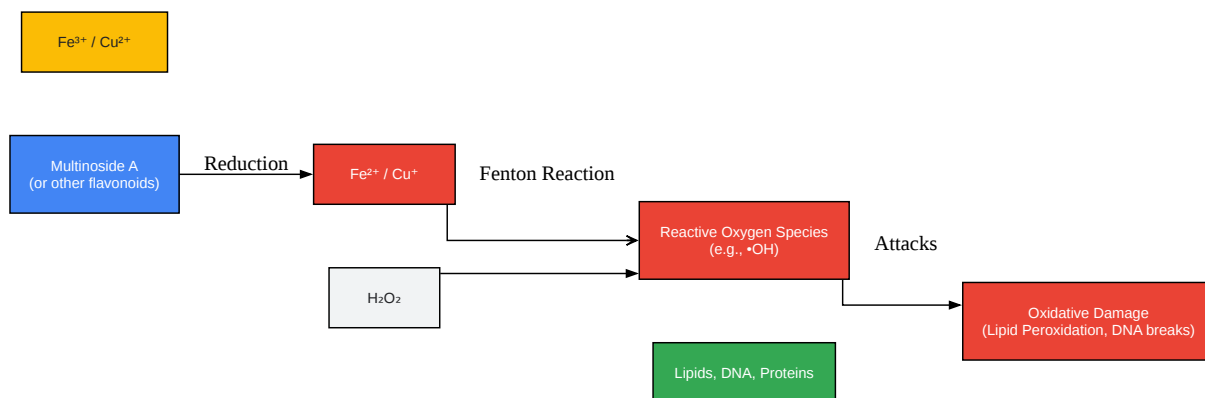 Fe³⁺ / Cu²⁺
Multinoside A
(or other flavonoids)
Reduction
Fe²⁺ / Cu⁺
Fenton Reaction
H₂O₂
Reactive Oxygen Species
(e.g., •OH)
Attacks
Oxidative Damage
(Lipid Peroxidation, DNA breaks)
Lipids, DNA, Proteins